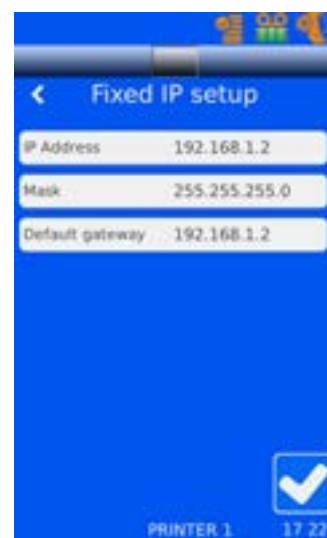 Fixed IP setup
IP Address 192.168.1.2
Mask 255.255.255.0
Default gateway 192.168.1.2
PRINTER 1 17 22